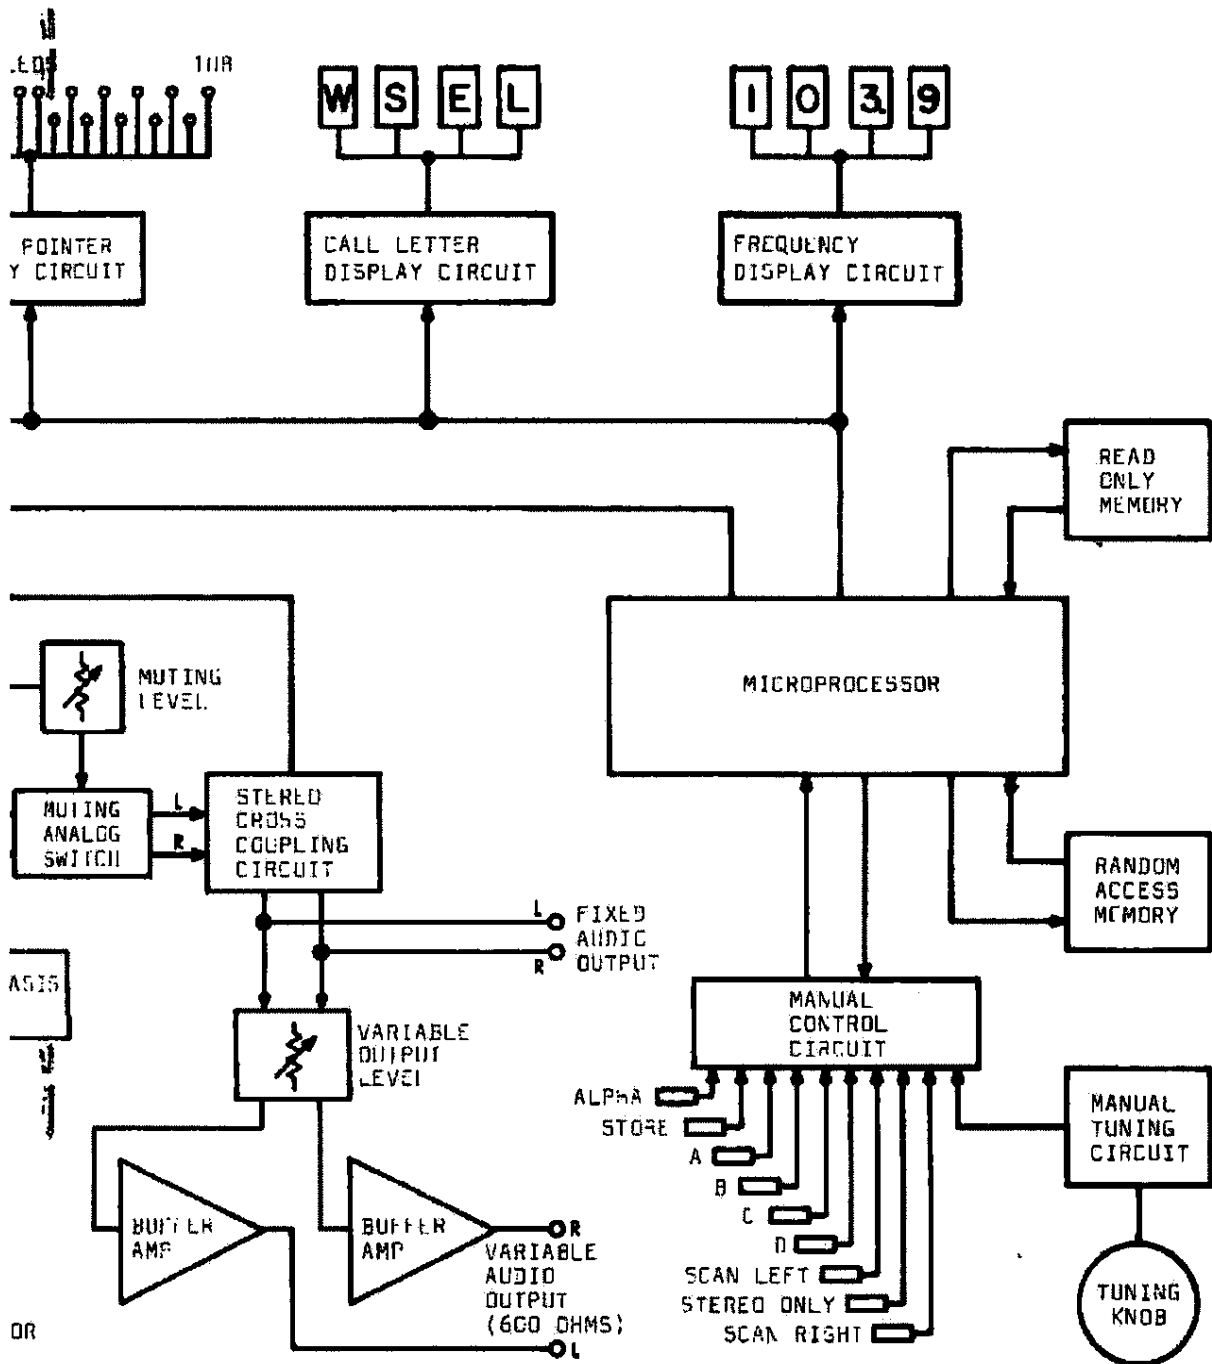 W S E L
1 0 3 9
POINTER
Y CIRCUIT
CALL LETTER
DISPLAY CIRCUIT
FREQUENCY
DISPLAY CIRCUIT
READ
ONLY
MEMORY
MUTING
LEVEL
MICROPROCESSOR
MUTING
ANALOG
SWITCH
L
R
STEREO
CROSS
COUPLING
CIRCUIT
RANDOM
ACCESS
MEMORY
L
R
FIXED
AUDIO
OUTPUT
ASIS
MANUAL
CONTROL
CIRCUIT
VARIABLE
OUTPUT
LEVEL
ALPHA
STORE
A
B
C
D
SCAN LEFT
STEREO ONLY
SCAN RIGHT
MANUAL
TUNING
CIRCUIT
BUFFER
AMP
BUFFER
AMP
R
VARIABLE
AUDIO
OUTPUT
(600 OHMS)
L
TUNING
KNOB
OR